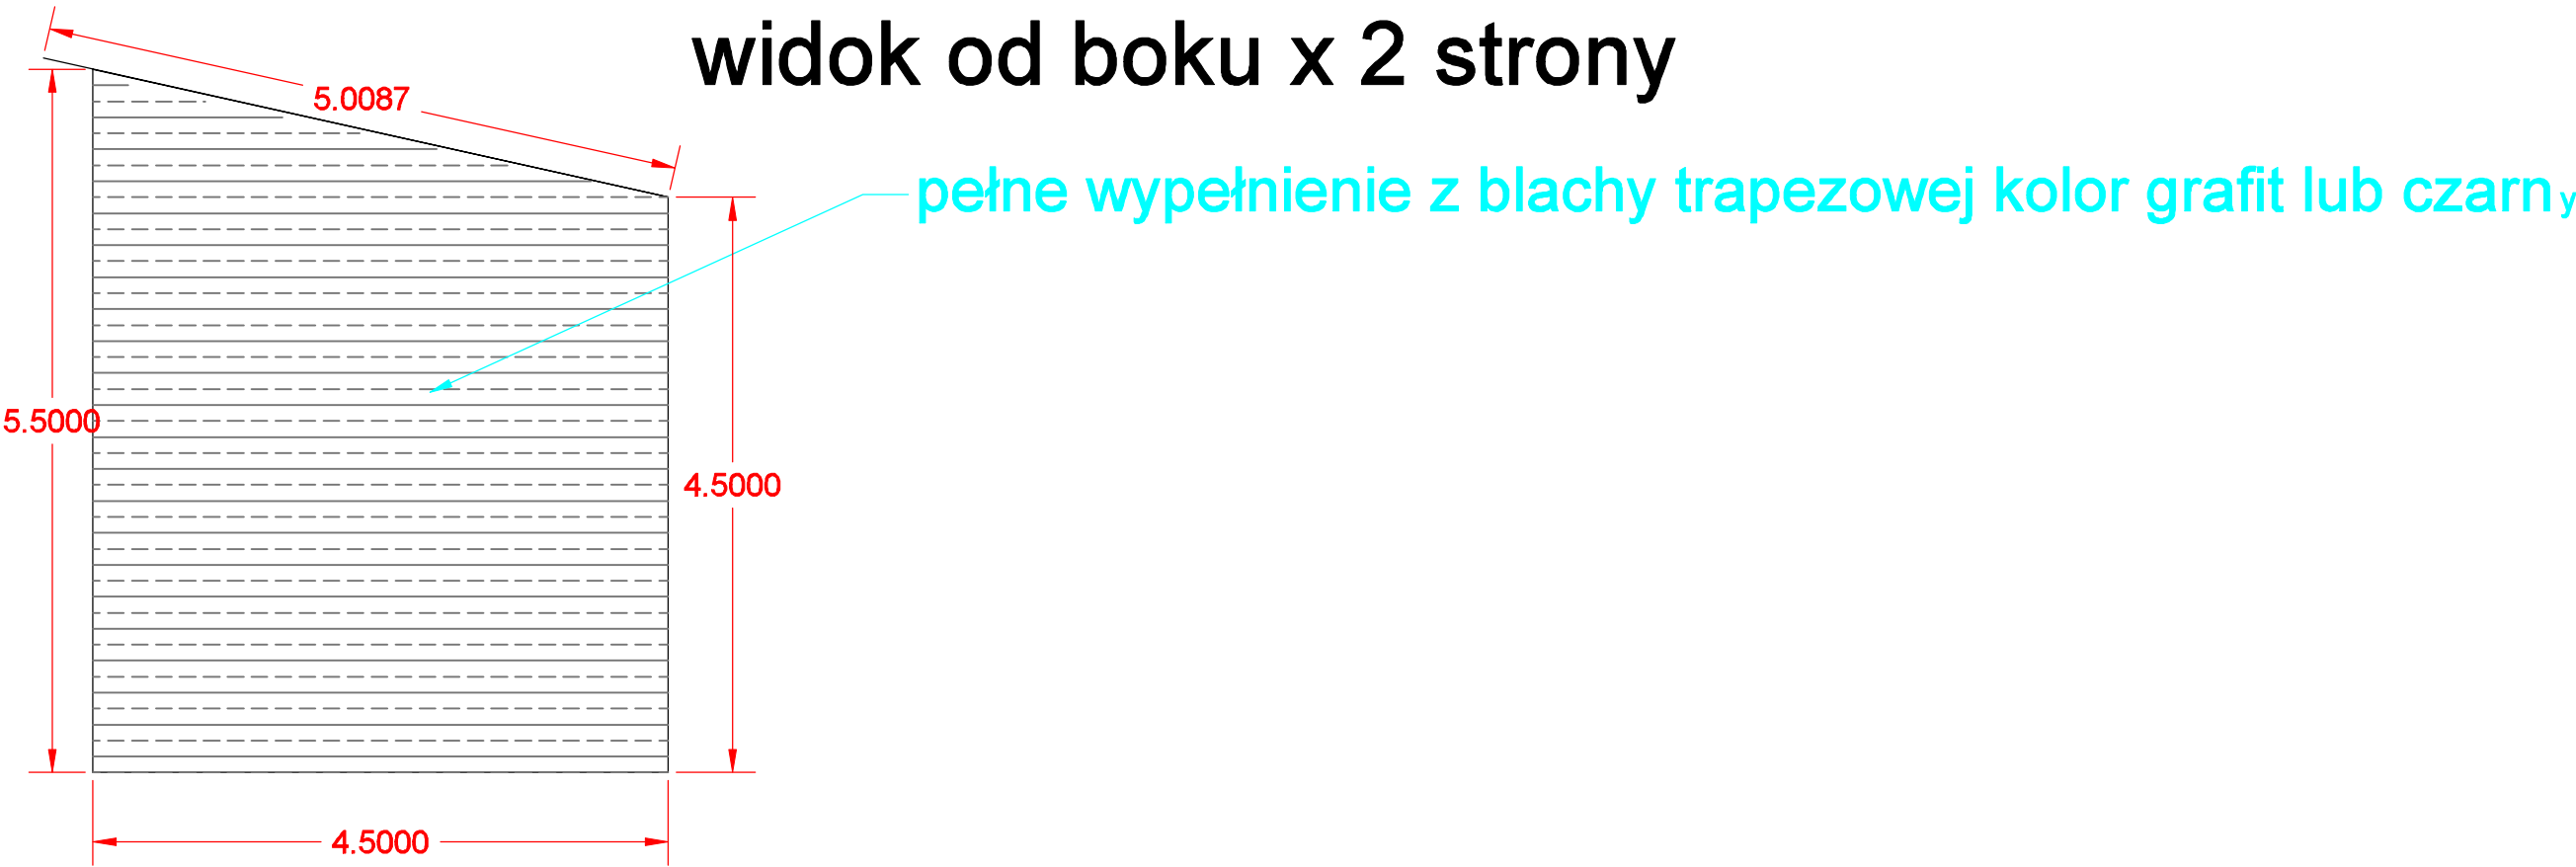 widok od boku x 2 strony
5.0087
pełne wypełnienie z blachy trapezowej kolor grafit lub czarny
5.5000
4.5000
4.5000